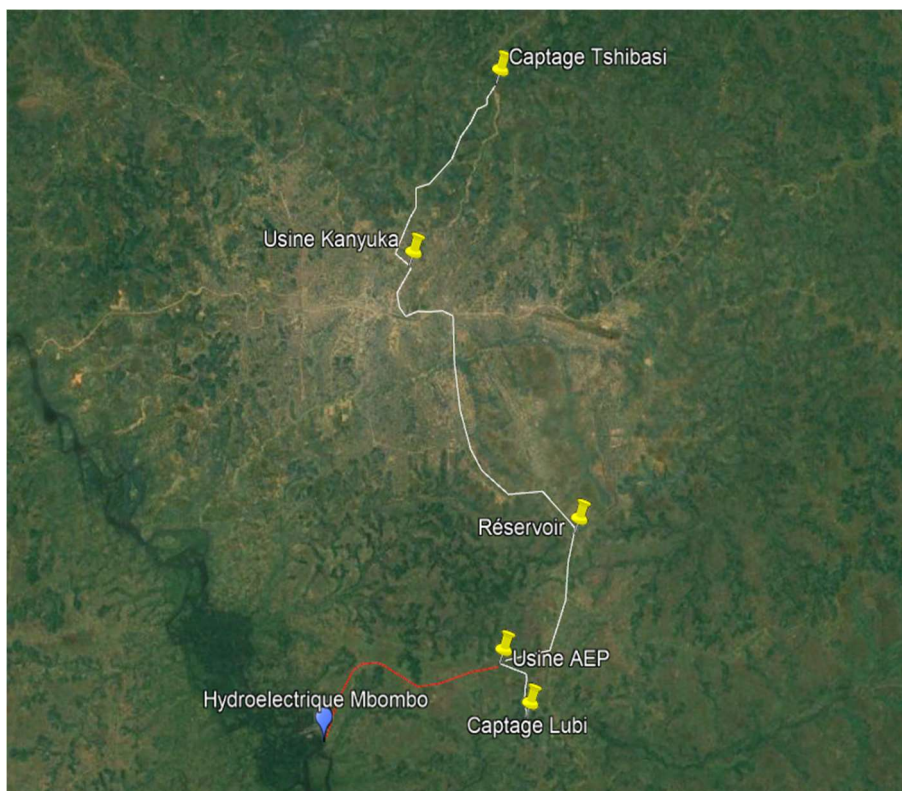 Captage Tshibasi
Usine Kanyuka
Réservoir
Usine AEP
Hydroelectrique Mbombo
Captage Lubi